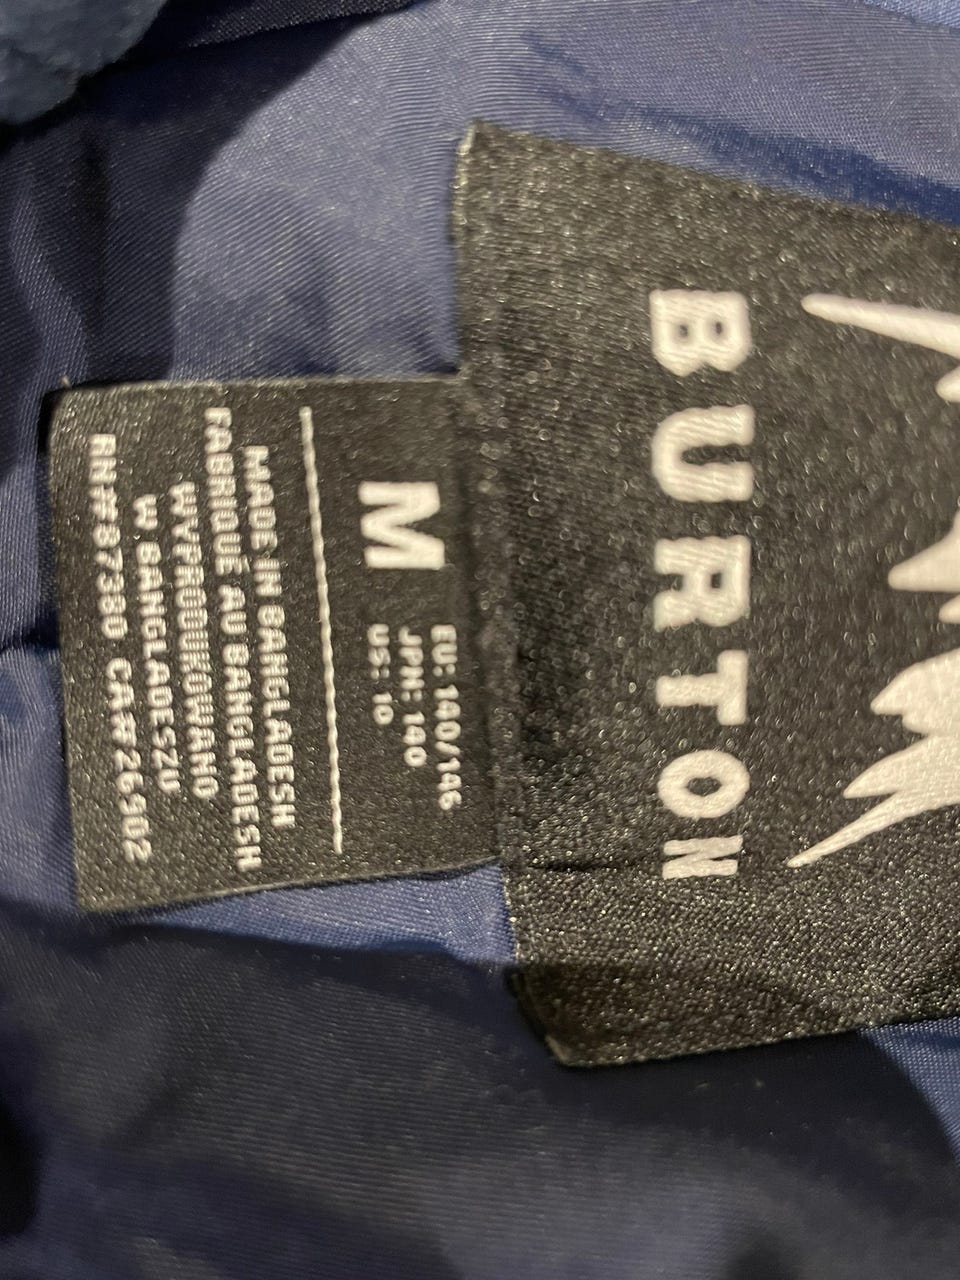 BURTON
M
EU: 140/146
JPN: 140
US: 10
MADE IN BANGLADESH
FABRIQUÉ AU BANGLADESH
WYPRODUKOWANO
W BANGLADESZU
RN#87380 CA#26902